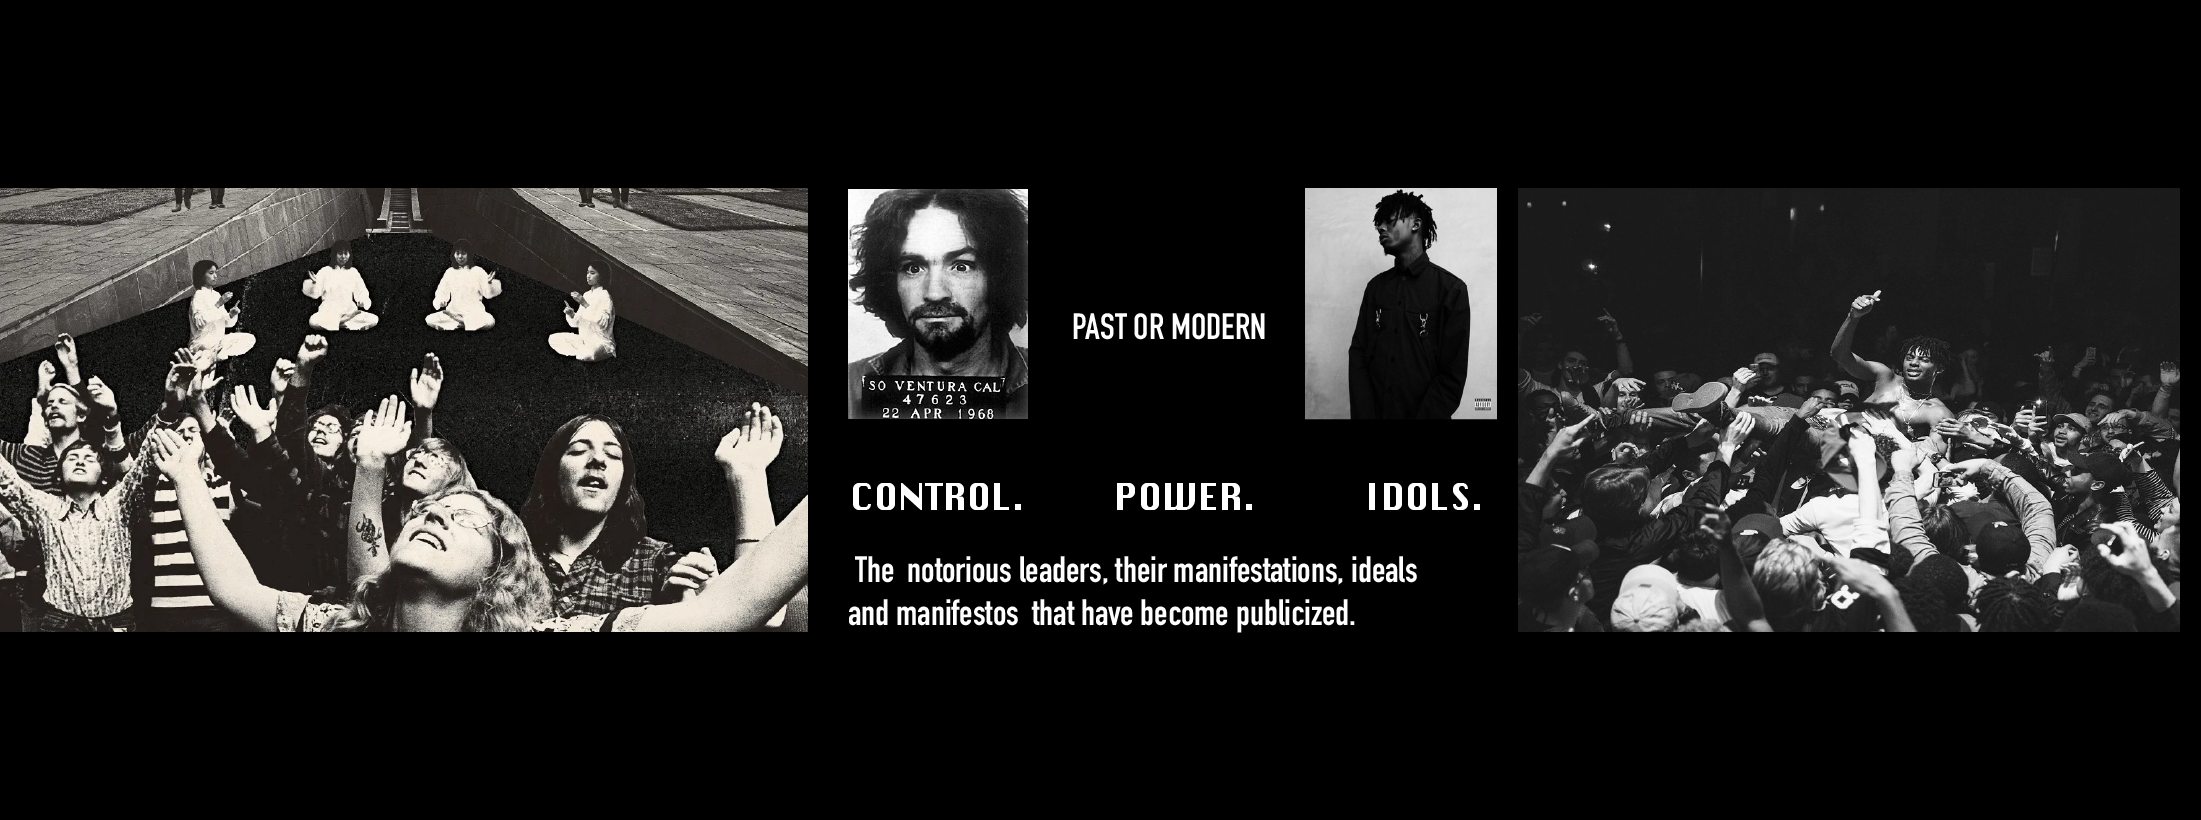 SO VENTURA CAL
47623
22 APR 1968
PAST OR MODERN
CONTROL. POWER. IDOLS.
The notorious leaders, their manifestations, ideals
and manifestos that have become publicized.